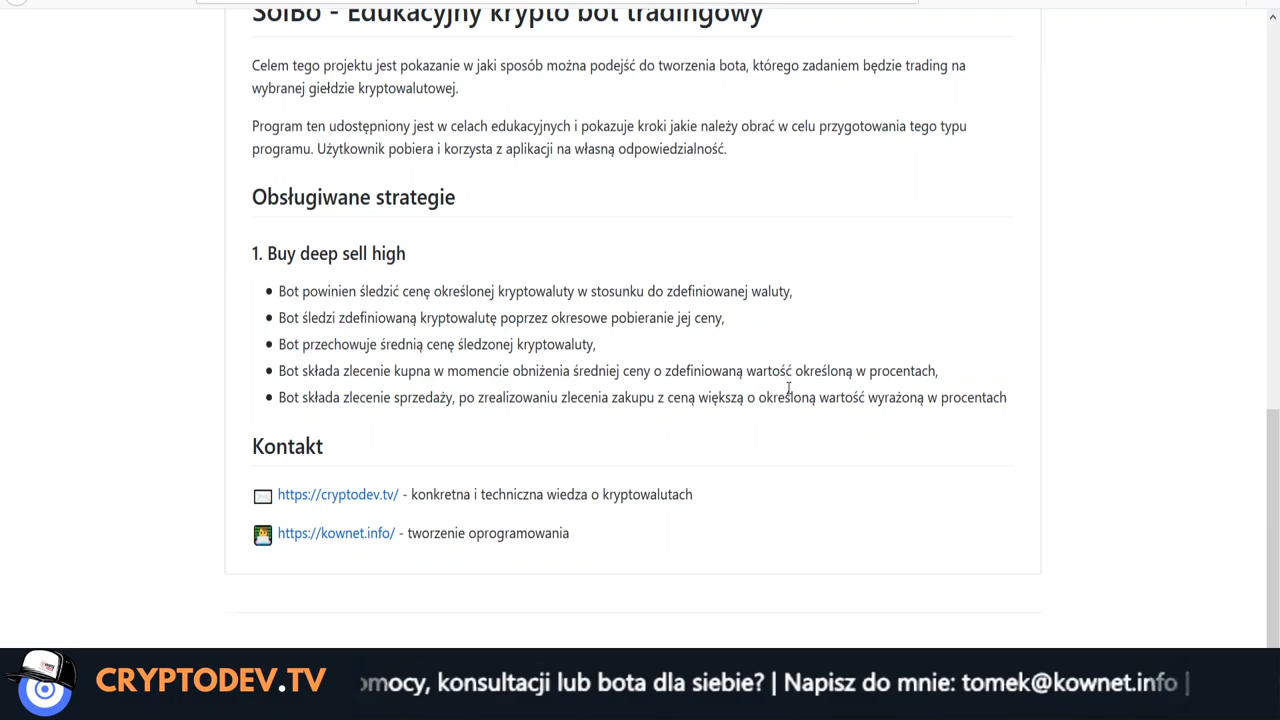 SolBo - Edukacyjny krypto bot tradingowy
Celem tego projektu jest pokazanie w jaki sposób można podejść do tworzenia bota, którego zadaniem będzie trading na
wybranej giełdzie kryptowalutowej.
Program ten udostępniony jest w celach edukacyjnych i pokazuje kroki jakie należy obrać w celu przygotowania tego typu
programu. Użytkownik pobiera i korzysta z aplikacji na własną odpowiedzialność.
Obsługiwane strategie
1. Buy deep sell high
Bot powinien śledzić cenę określonej kryptowaluty w stosunku do zdefiniowanej waluty,
Bot śledzi zdefiniowaną kryptowalutę poprzez okresowe pobieranie jej ceny,
Bot przechowuje średnią cenę śledzonej kryptowaluty,
Bot składa zlecenie kupna w momencie obniżenia średniej ceny o zdefiniowaną wartość określoną w procentach,
Bot składa zlecenie sprzedaży, po zrealizowaniu zlecenia zakupu z ceną większą o określoną wartość wyrażoną w procentach
Kontakt
https://cryptodev.tv/ - konkretna i techniczna wiedza o kryptowalutach
https://kownet.info/ - tworzenie oprogramowania
CRYPTODEV.TV
omocy, konsultacji lub bota dla siebie? | Napisz do mnie: tomek@kownet.info |